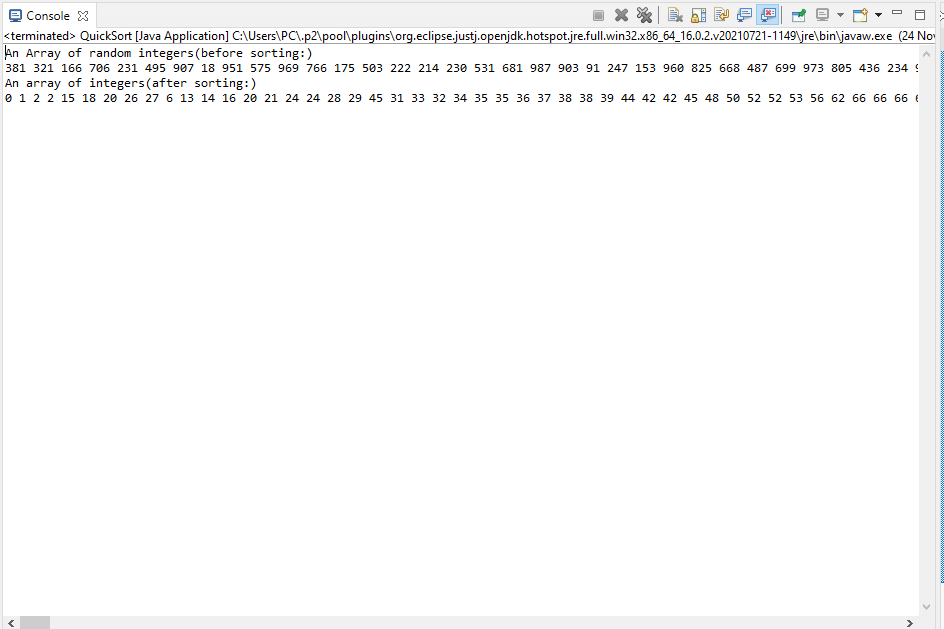 Console
<terminated> QuickSort [Java Application] C:\Users\PC\.p2\pool\plugins\org.eclipse.justj.openjdk.hotspot.jre.full.win32.x86_64_16.0.2.v20210721-1149\jre\bin\javaw.exe (24 Nov
An Array of random integers(before sorting:)
381 321 166 706 231 495 907 18 951 575 969 766 175 503 222 214 230 531 681 987 903 91 247 153 960 825 668 487 699 973 805 436 234
An array of integers(after sorting:)
0 1 2 2 15 18 20 26 27 6 13 14 16 20 21 24 24 28 29 45 31 33 32 34 35 35 36 37 38 38 39 44 42 42 45 48 50 52 52 53 56 62 66 66 66